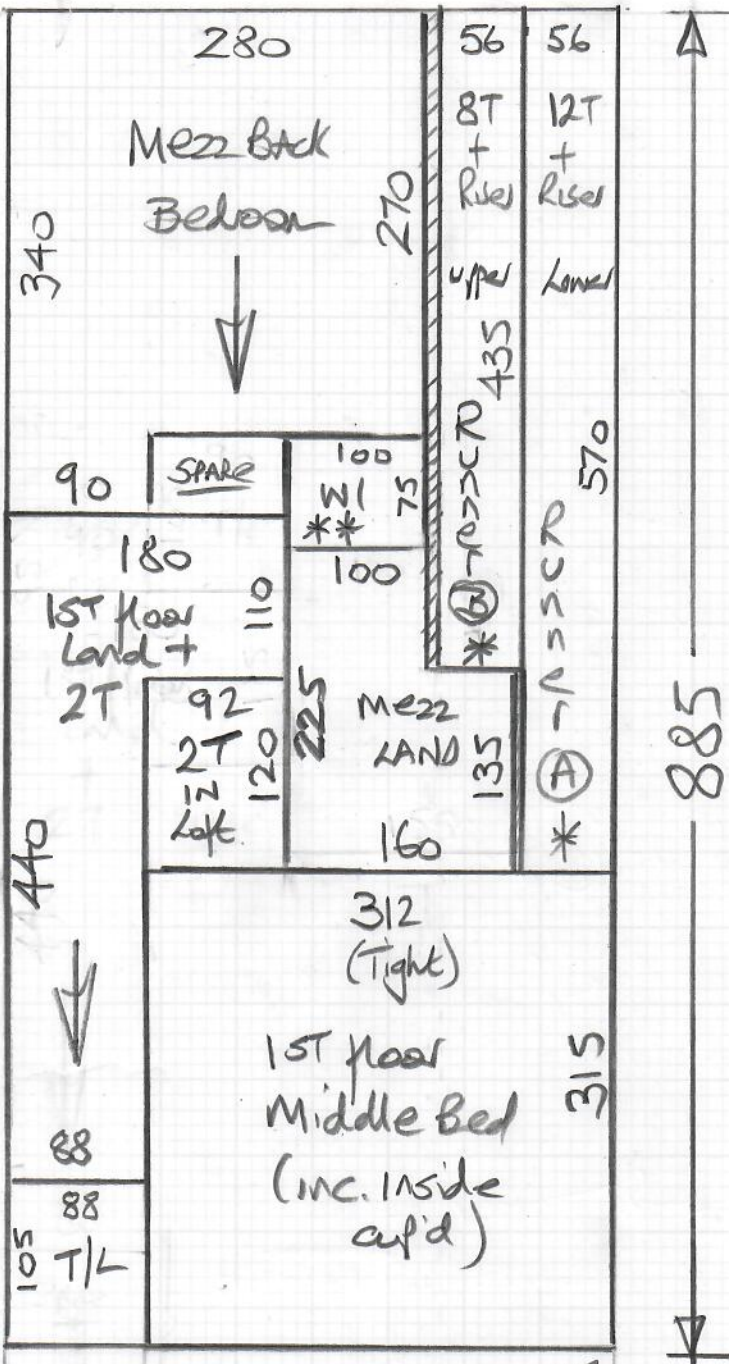 280
Mezz Back
Bedroom
340
270
90
SPARE
100
W1
**
75
100
56
8T
+
Riser
upper
435
B
*
56
12T
+
Riser
Lower
570
A
*
885
180
1ST floor
Land +
2T
110
92
2T
IN
Loft
120
225
Mezz
LAND
135
160
440
88
88
105
T/L
312
(Tight)
1ST floor
Middle Bed
(inc. inside
cup'd)
315